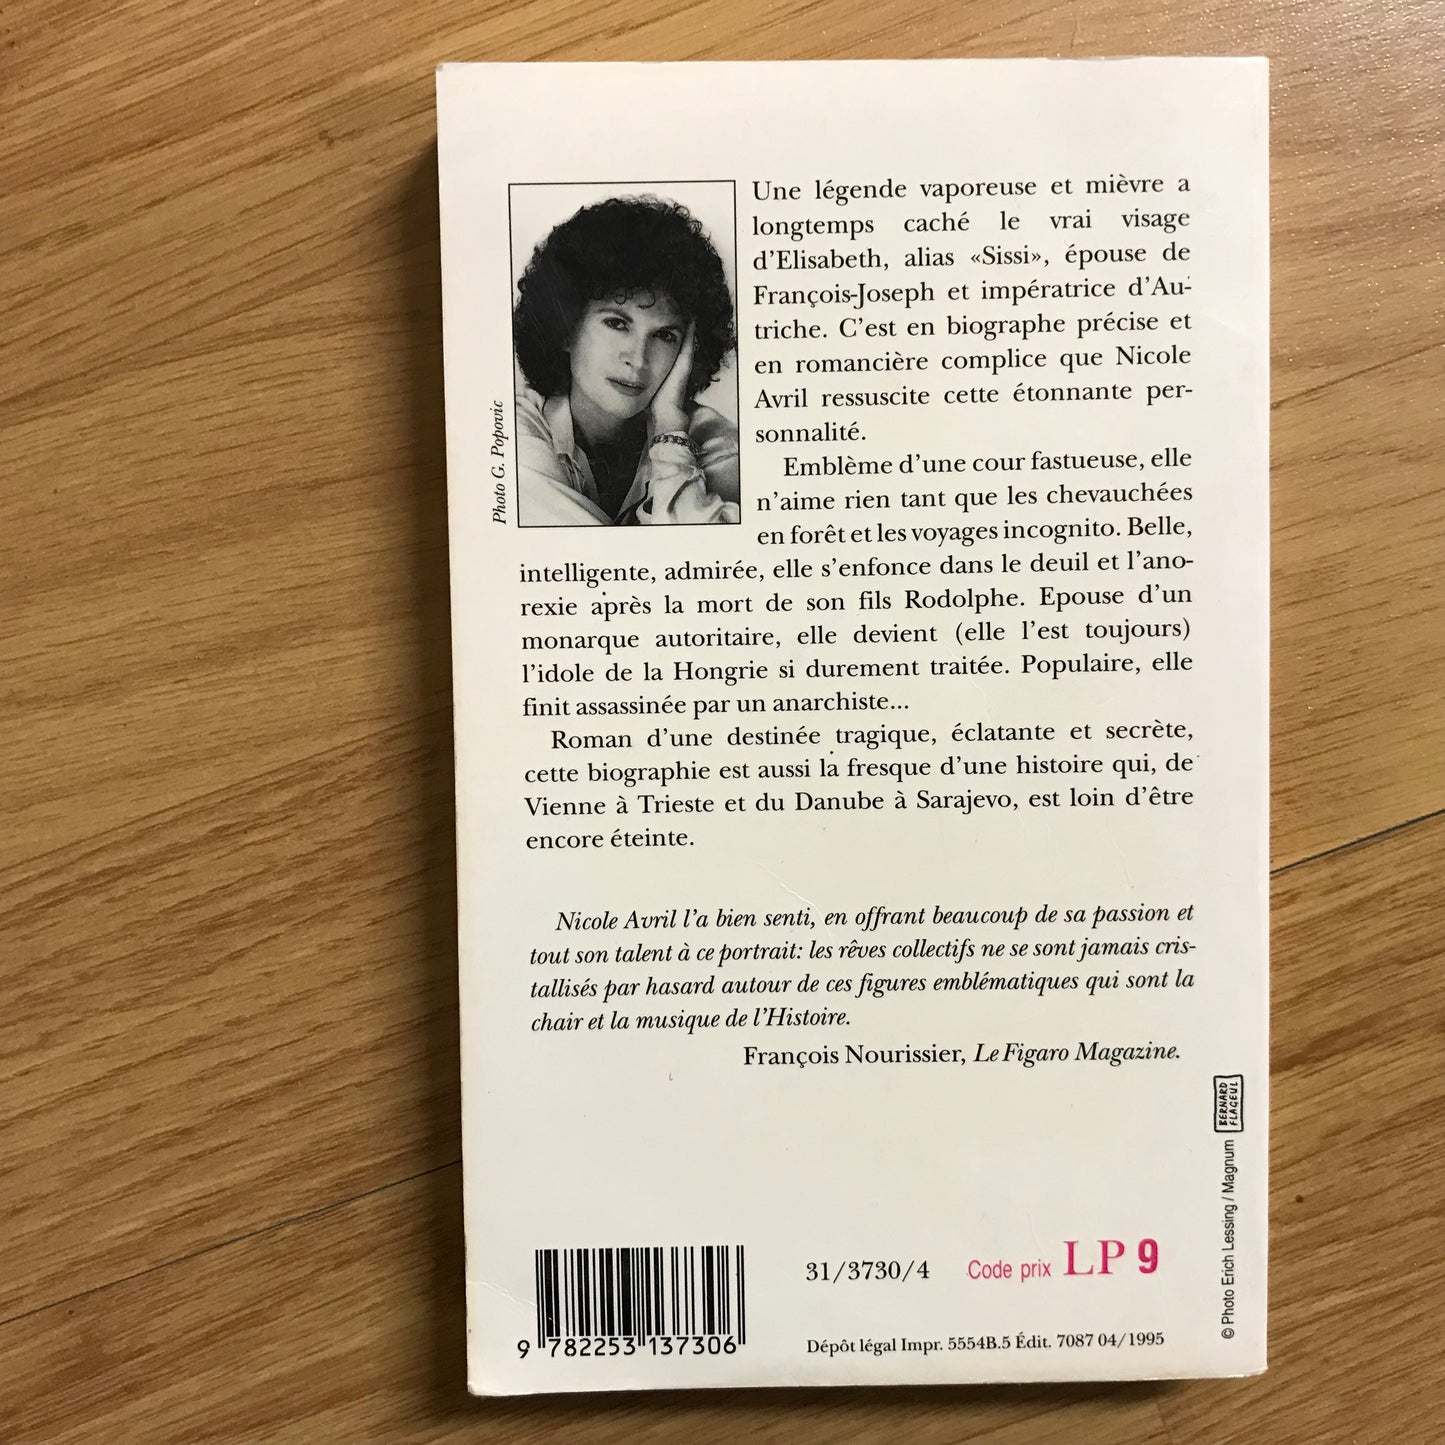 Une légende vaporeuse et mièvre a
longtemps caché le vrai visage
d'Elisabeth, alias «Sissi», épouse de
François-Joseph et impératrice d'Au-
triche. C'est en biographe précise et
en romancière complice que Nicole
Avril ressuscite cette étonnante per-
sonnalité.
Photo G. Popovic
Emblème d'une cour fastueuse, elle
n'aime rien tant que les chevauchées
en forêt et les voyages incognito. Belle,
intelligente, admirée, elle s'enfonce dans le deuil et l'ano-
rexie après la mort de son fils Rodolphe. Epouse d'un
monarque autoritaire, elle devient (elle l'est toujours)
l'idole de la Hongrie si durement traitée. Populaire, elle
finit assassinée par un anarchiste...
Roman d'une destinée tragique, éclatante et secrète,
cette biographie est aussi la fresque d'une histoire qui, de
Vienne à Trieste et du Danube à Sarajevo, est loin d'être
encore éteinte.
Nicole Avril l'a bien senti, en offrant beaucoup de sa passion et
tout son talent à ce portrait: les rêves collectifs ne se sont jamais cris-
tallisés par hasard autour de ces figures emblématiques qui sont la
chair et la musique de l'Histoire.
François Nourissier, Le Figaro Magazine.
BERNARD
FLAGEUL
© Photo Erich Lessing / Magnum
31/3730/4 Code prix LP 9
9 782253 137306
Dépôt légal Impr. 5554B.5 Édit. 7087 04/1995